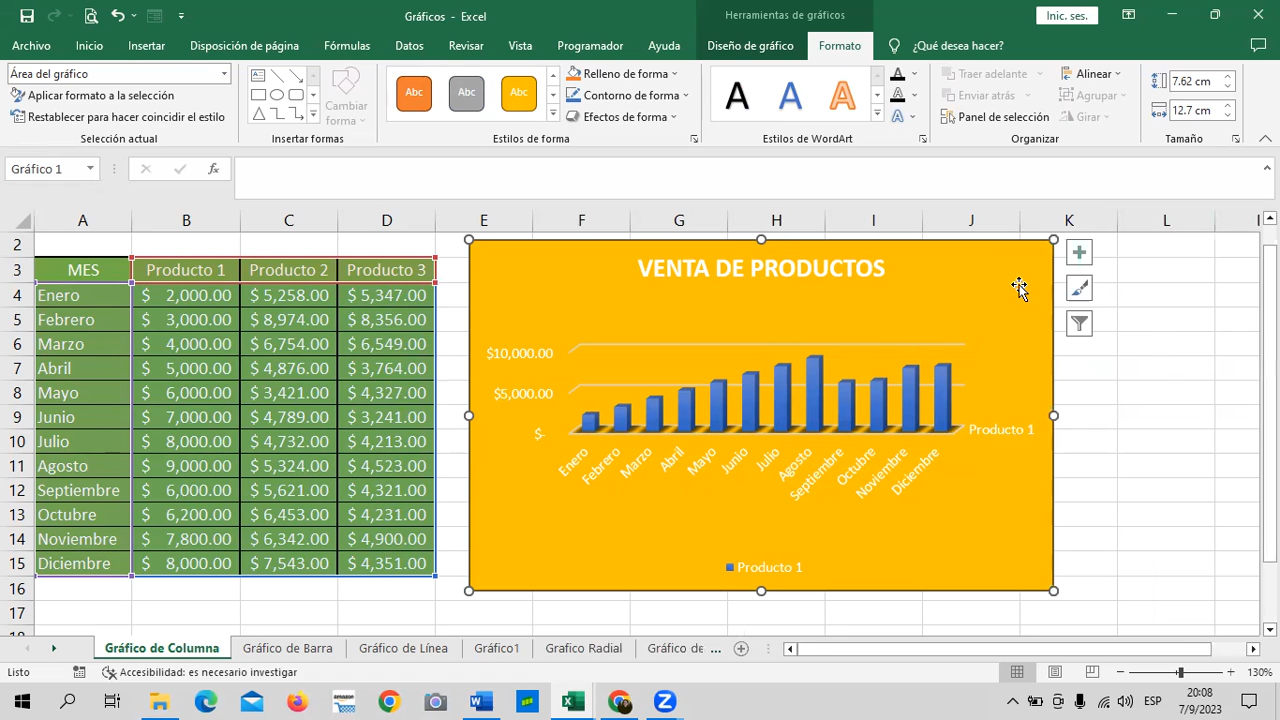 Gráficos - Excel
Herramientas de gráficos
Inic. ses.
Archivo Inicio Insertar Disposición de página Fórmulas Datos Revisar Vista Programador Ayuda Diseño de gráfico Formato ¿Qué desea hacer?
Área del gráfico
Aplicar formato a la selección
Restablecer para hacer coincidir el estilo
Selección actual
Cambiar
forma
Insertar formas
Abc Abc Abc
Relleno de forma
Contorno de forma
Efectos de forma
Estilos de forma
A A A
Estilos de WordArt
Traer adelante
Enviar atrás
Panel de selección
Alinear
Agrupar
Girar
Organizar
7.62 cm
12.7 cm
Tamaño
Gráfico 1
fx
A B C D E F G H I J K L
2
3 MES Producto 1 Producto 2 Producto 3
4 Enero $ 2,000.00 $ 5,258.00 $ 5,347.00
5 Febrero $ 3,000.00 $ 8,974.00 $ 8,356.00
6 Marzo $ 4,000.00 $ 6,754.00 $ 6,549.00
7 Abril $ 5,000.00 $ 4,876.00 $ 3,764.00
8 Mayo $ 6,000.00 $ 3,421.00 $ 4,327.00
9 Junio $ 7,000.00 $ 4,789.00 $ 3,241.00
10 Julio $ 8,000.00 $ 4,732.00 $ 4,213.00
11 Agosto $ 9,000.00 $ 5,324.00 $ 4,523.00
12 Septiembre $ 6,000.00 $ 5,621.00 $ 4,321.00
13 Octubre $ 6,200.00 $ 6,453.00 $ 4,231.00
14 Noviembre $ 7,800.00 $ 6,342.00 $ 4,900.00
15 Diciembre $ 8,000.00 $ 7,543.00 $ 4,351.00
16
17
VENTA DE PRODUCTOS
$10,000.00
$5,000.00
$-
Producto 1
Enero Febrero Marzo Abril Mayo Junio Julio Agosto Septiembre Octubre Noviembre Diciembre
Producto 1
Gráfico de Columna Gráfico de Barra Gráfico de Línea Gráfico1 Grafico Radial Gráfico de ...
Listo
Accesibilidad: es necesario investigar
130%
ESP
20:08
7/9/2023